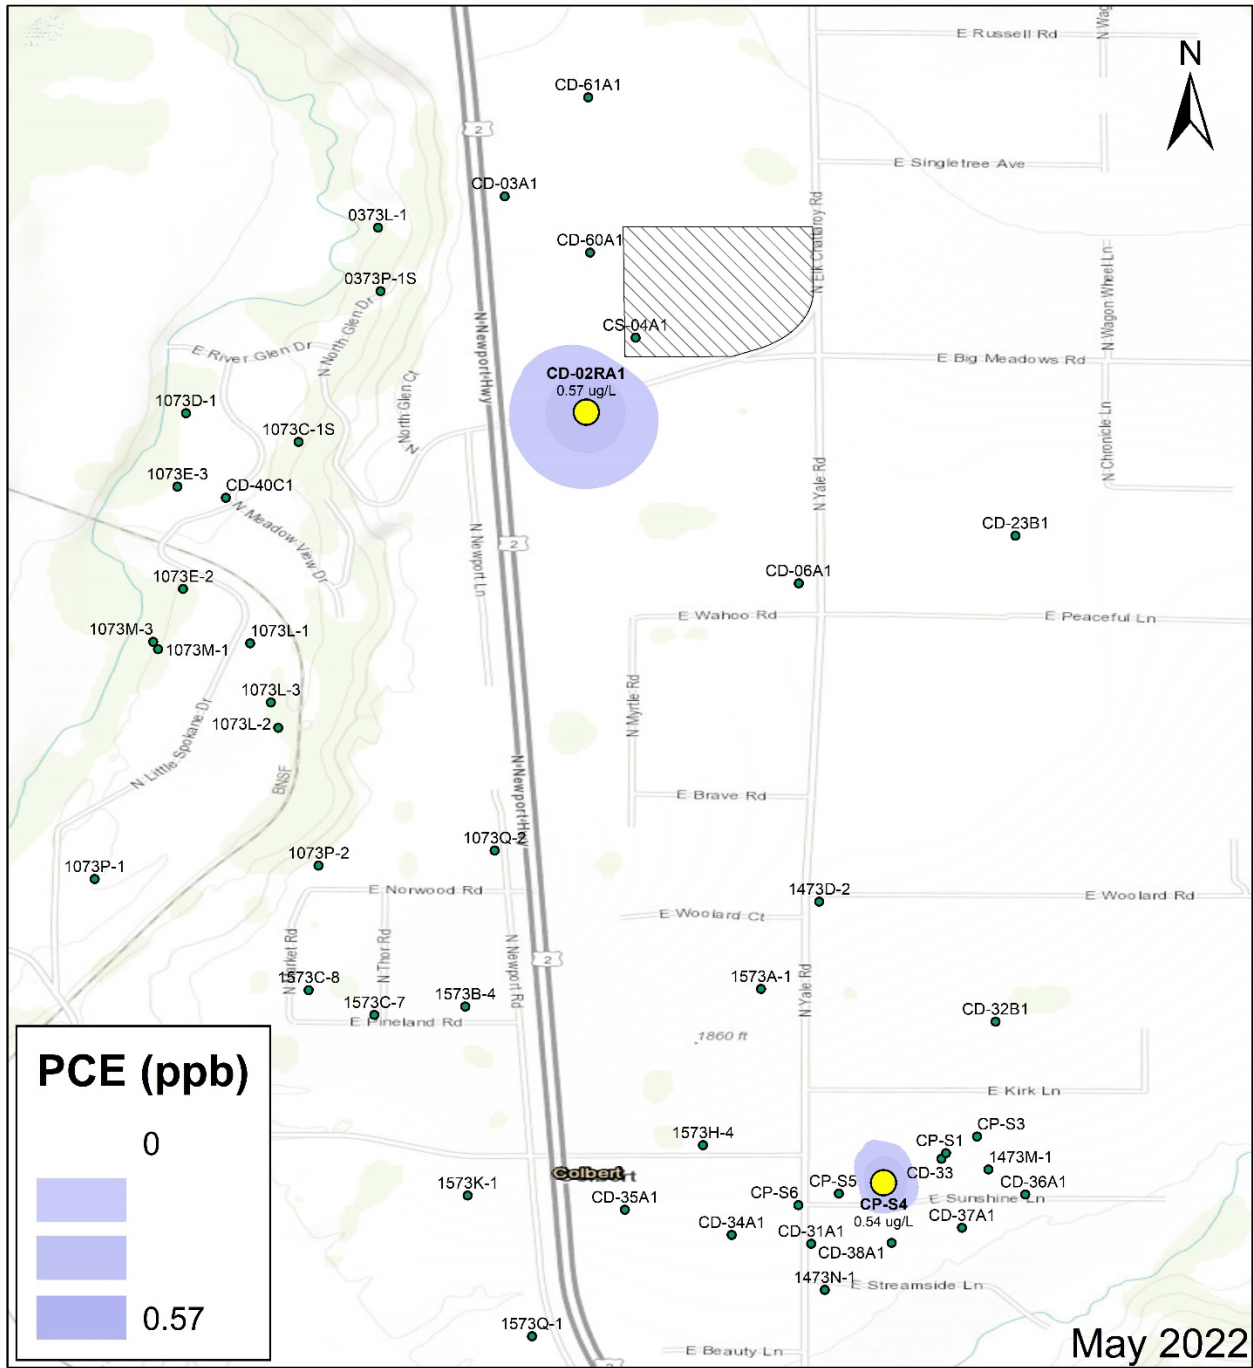 E Russell Rd
N Wag
N
CD-61A1
2
E Singletree Ave
CD-03A1
0373L-1
CD-60A1
N Elk Chattaroy Rd
N Wagon Wheel Ln
0373P-1S
N North Glen Dr
CS-04A1
N Newport Hwy
E River Glen Dr
E Big Meadows Rd
CD-02RA1
0.57 ug/L
1073D-1
N North Glen Ct
1073C-1S
N Chronicle Ln
N Yale Rd
1073E-3
CD-40C1
N Meadow View Dr
CD-23B1
2
N Newport Ln
1073E-2
CD-06A1
E Wahoo Rd
E Peaceful Ln
1073M-3
1073M-1
1073L-1
1073L-3
N Myrtle Rd
1073L-2
N Little Spokane Dr
BNSF
N Newport Hwy
E Brave Rd
1073Q-2
1073P-1
1073P-2
E Norwood Rd
1473D-2
E Woolard Rd
E Woolard Ct
N Market Rd
N Thor Rd
N Newport Rd
2
1573C-8
1573A-1
N Yale Rd
1573C-7
1573B-4
E Pineland Rd
CD-32B1
1860 ft
PCE (ppb)
0
0.57
E Kirk Ln
CP-S3
1573H-4
CP-S1
CD-33
1473M-1
Colbert
1573K-1
CD-35A1
CP-S6
CP-S5
CP-S4
0.54 ug/L
E Sunshine Ln
CD-36A1
CD-37A1
CD-34A1
CD-31A1
CD-38A1
1473N-1
E Streamside Ln
1573Q-1
E Beauty Ln
2
May 2022